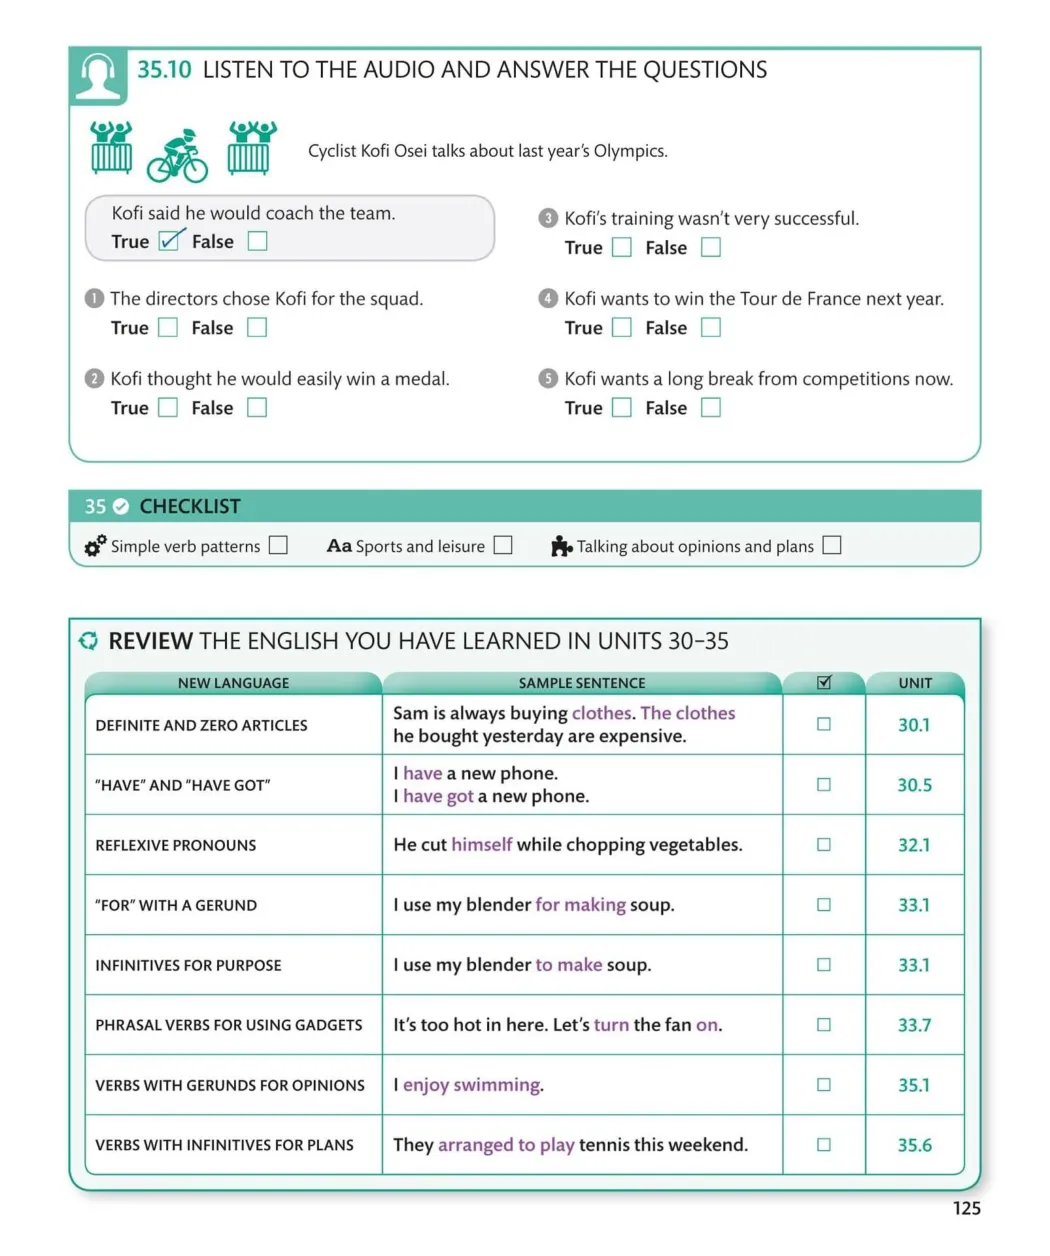 35.10 LISTEN TO THE AUDIO AND ANSWER THE QUESTIONS
Cyclist Kofi Osei talks about last year's Olympics.
Kofi said he would coach the team.
True False
1 The directors chose Kofi for the squad.
True False
2 Kofi thought he would easily win a medal.
True False
3 Kofi's training wasn't very successful.
True False
4 Kofi wants to win the Tour de France next year.
True False
5 Kofi wants a long break from competitions now.
True False
35 CHECKLIST
Simple verb patterns Aa Sports and leisure Talking about opinions and plans
REVIEW THE ENGLISH YOU HAVE LEARNED IN UNITS 30–35
NEW LANGUAGE SAMPLE SENTENCE UNIT
DEFINITE AND ZERO ARTICLES
Sam is always buying clothes. The clothes
he bought yesterday are expensive.
30.1
"HAVE" AND "HAVE GOT"
I have a new phone.
I have got a new phone.
30.5
REFLEXIVE PRONOUNS He cut himself while chopping vegetables. 32.1
"FOR" WITH A GERUND I use my blender for making soup. 33.1
INFINITIVES FOR PURPOSE I use my blender to make soup. 33.1
PHRASAL VERBS FOR USING GADGETS It's too hot in here. Let's turn the fan on. 33.7
VERBS WITH GERUNDS FOR OPINIONS I enjoy swimming. 35.1
VERBS WITH INFINITIVES FOR PLANS They arranged to play tennis this weekend. 35.6
125